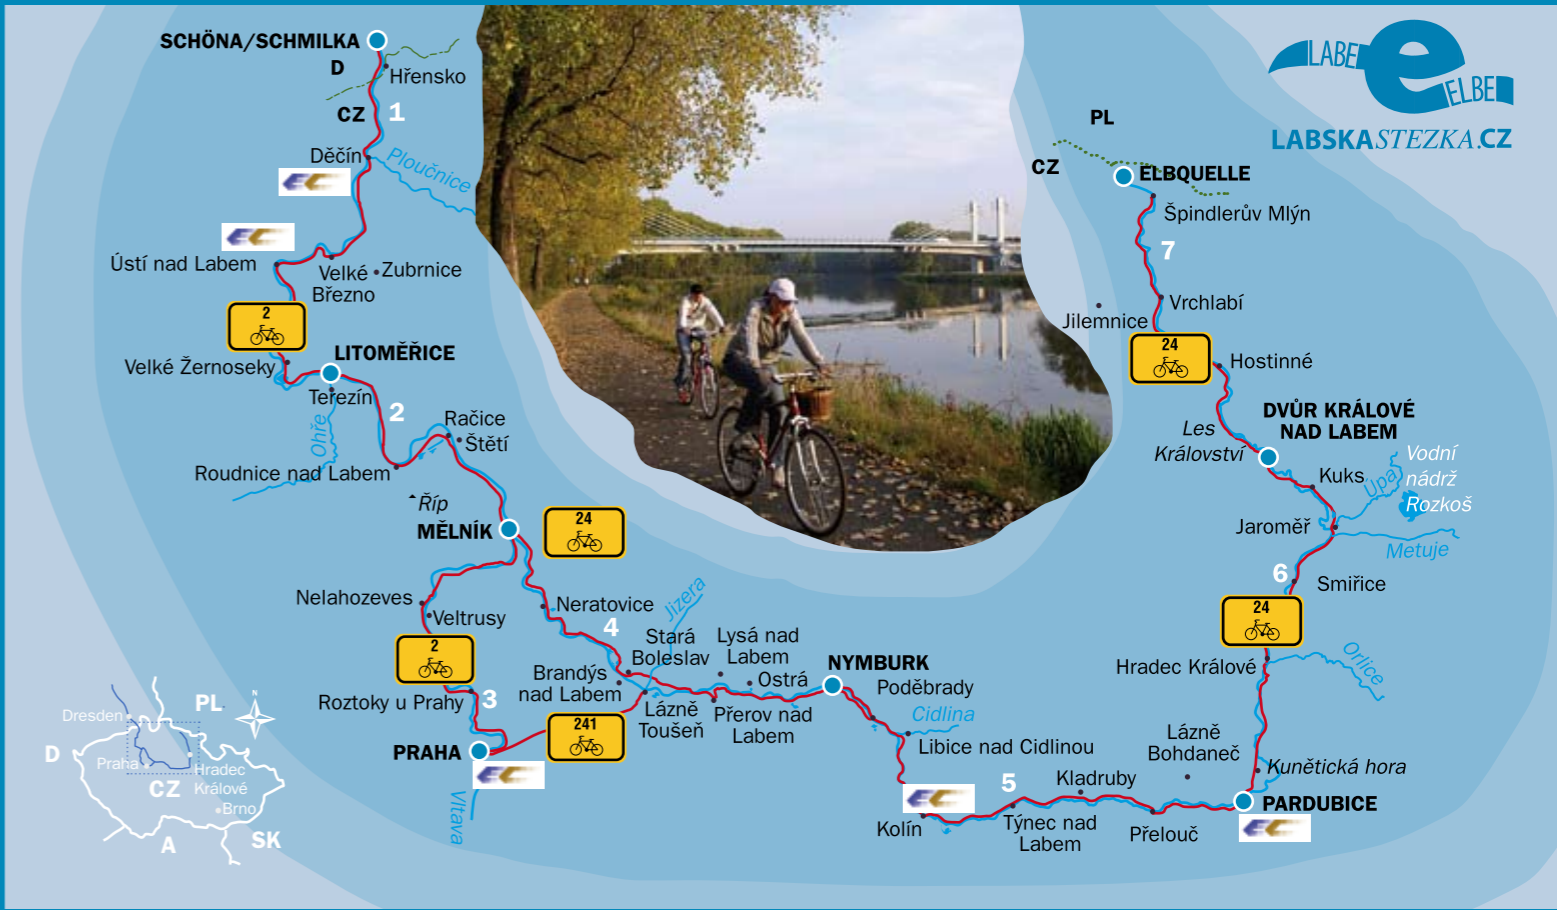 SCHÖNA/SCHMILKA
D
Hřensko
CZ
1
Děčín
Ploučnice
EC
EC
Ústí nad Labem
Velké
Březno
Zubrnice
2
Velké Žernoseky
LITOMĚŘICE
Terezín
Ohře
2
Račice
Štětí
Roudnice nad Labem
Říp
MĚLNÍK
24
Nelahozeves
Veltrusy
2
Roztoky u Prahy
3
PRAHA
EC
Vltava
241
Neratovice
4
Jizera
Stará
Boleslav
Brandýs
nad Labem
Lázně
Toušeň
Lysá nad
Labem
Ostrá
Přerov nad
Labem
NYMBURK
Poděbrady
Cidlina
Libice nad Cidlinou
EC
Kolín
5
Týnec nad
Labem
Kladruby
Přelouč
Lázně
Bohdaneč
Kunětická hora
PARDUBICE
EC
Hradec Králové
Orlice
24
6
Smiřice
Jaroměř
Metuje
Úpa
Vodní
nádrž
Rozkoš
Kuks
DVŮR KRÁLOVÉ
NAD LABEM
Les
Království
Hostinné
24
Jilemnice
Vrchlabí
7
Špindlerův Mlýn
ELBQUELLE
PL
CZ
LABE
e
ELBE
LABSKASTEZKA.CZ
Dresden
PL
N
D
Praha
Hradec
Králové
CZ
Brno
A
SK